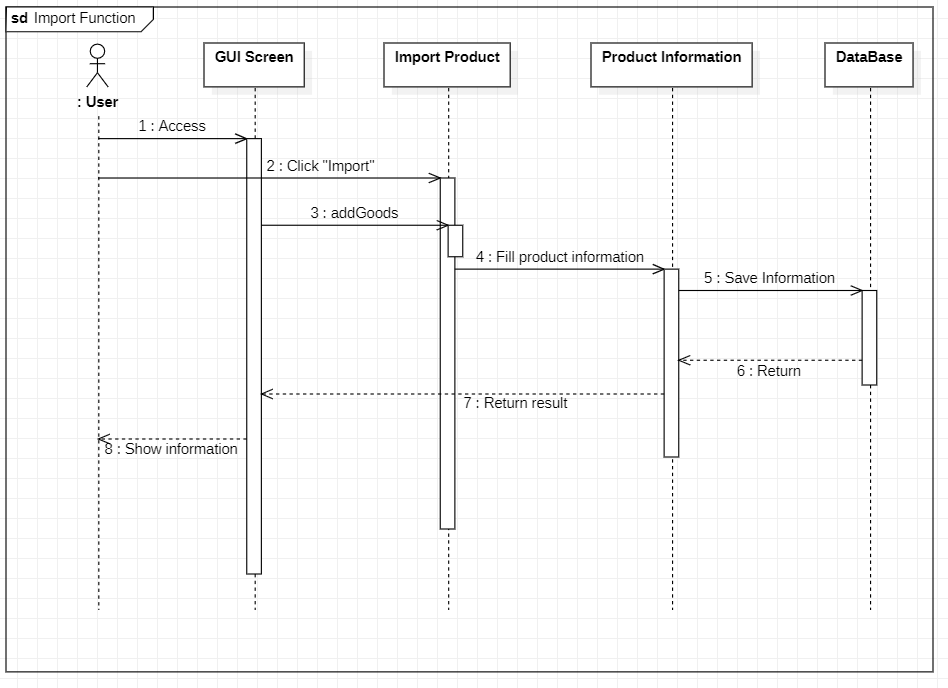 sd Import Function
GUI Screen
Import Product
Product Information
DataBase
: User
1 : Access
2 : Click "Import"
3 : addGoods
4 : Fill product information
5 : Save Information
6 : Return
7 : Return result
8 : Show information